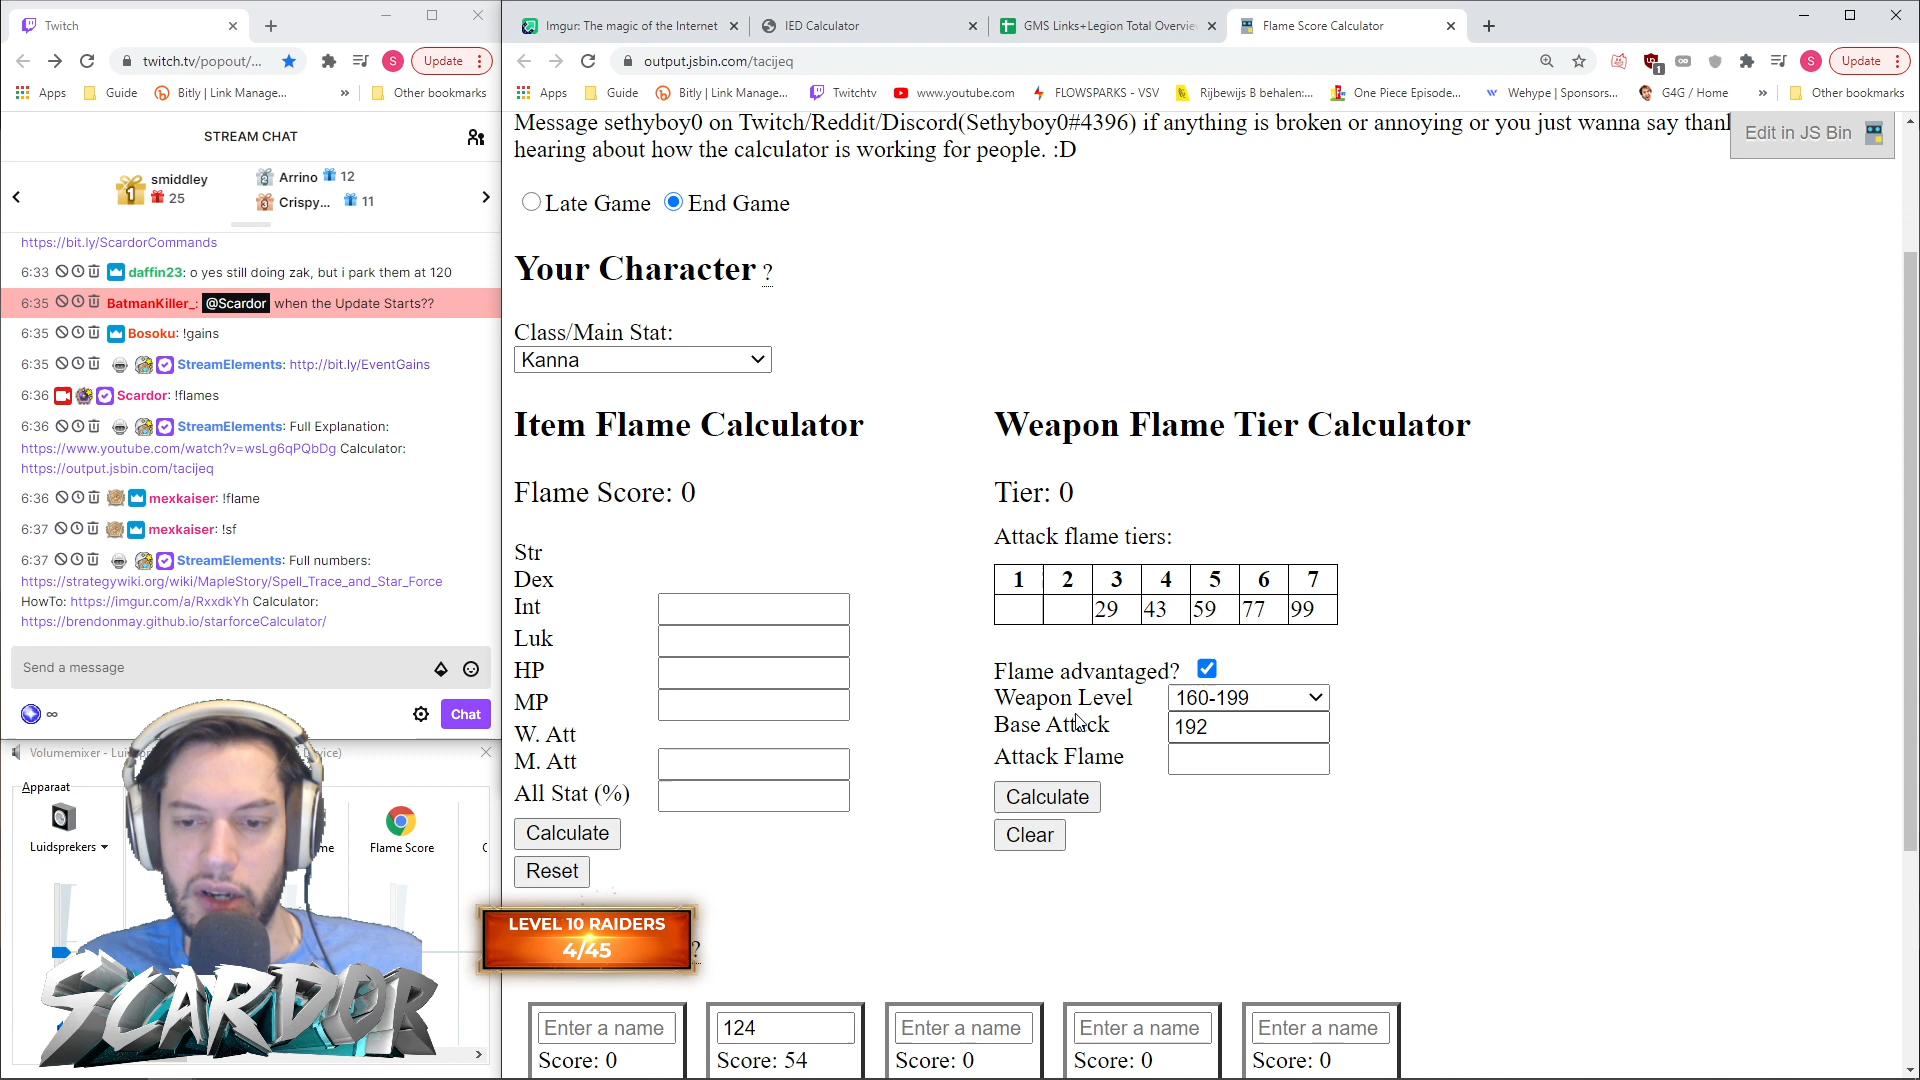 Twitch
twitch.tv/popout/...
Update
Apps
Guide
Bitly | Link Manage...
»
Other bookmarks
STREAM CHAT
1
smiddley
25
Arrino 12
Crispy... 11
https://bit.ly/ScardorCommands
6:33 daffin23: o yes still doing zak, but i park them at 120
6:35 BatmanKiller_: @Scardor when the Update Starts??
6:35 Bosoku: !gains
6:35 StreamElements: http://bit.ly/EventGains
6:36 Scardor: !flames
6:36 StreamElements: Full Explanation:
https://www.youtube.com/watch?v=wsLg6qPQbDg Calculator:
https://output.jsbin.com/tacijeq
6:36 mexkaiser: !flame
6:37 mexkaiser: !sf
6:37 StreamElements: Full numbers:
https://strategywiki.org/wiki/MapleStory/Spell_Trace_and_Star_Force
HowTo: https://imgur.com/a/RxxdkYh Calculator:
https://brendonmay.github.io/starforceCalculator/
Send a message
∞
Chat
Volumemixer - Lui
Apparaat
Luidsprekers
Flame Score
SCARDOR
Imgur: The magic of the Internet
IED Calculator
GMS Links+Legion Total Overvie
Flame Score Calculator
output.jsbin.com/tacijeq
1
S
Update
Apps
Guide
Bitly | Link Manage...
Twitchtv
www.youtube.com
FLOWSPARKS - VSV
Rijbewijs B behalen:...
One Piece Episode...
Wehype | Sponsors...
G4G / Home
»
Other bookmarks
Message sethyboy0 on Twitch/Reddit/Discord(Sethyboy0#4396) if anything is broken or annoying or you just wanna say than
hearing about how the calculator is working for people. :D
Edit in JS Bin
Late Game End Game
Your Character ?
Class/Main Stat:
Kanna
Item Flame Calculator
Flame Score: 0
Str
Dex
Int
Luk
HP
MP
W. Att
M. Att
All Stat (%)
Calculate
Reset
Weapon Flame Tier Calculator
Tier: 0
Attack flame tiers:
1 2 3 4 5 6 7
29 43 59 77 99
Flame advantaged?
Weapon Level 160-199
Base Attack 192
Attack Flame
Calculate
Clear
LEVEL 10 RAIDERS
4/45
?
Enter a name 124 Enter a name Enter a name Enter a name
Score: 0 Score: 54 Score: 0 Score: 0 Score: 0